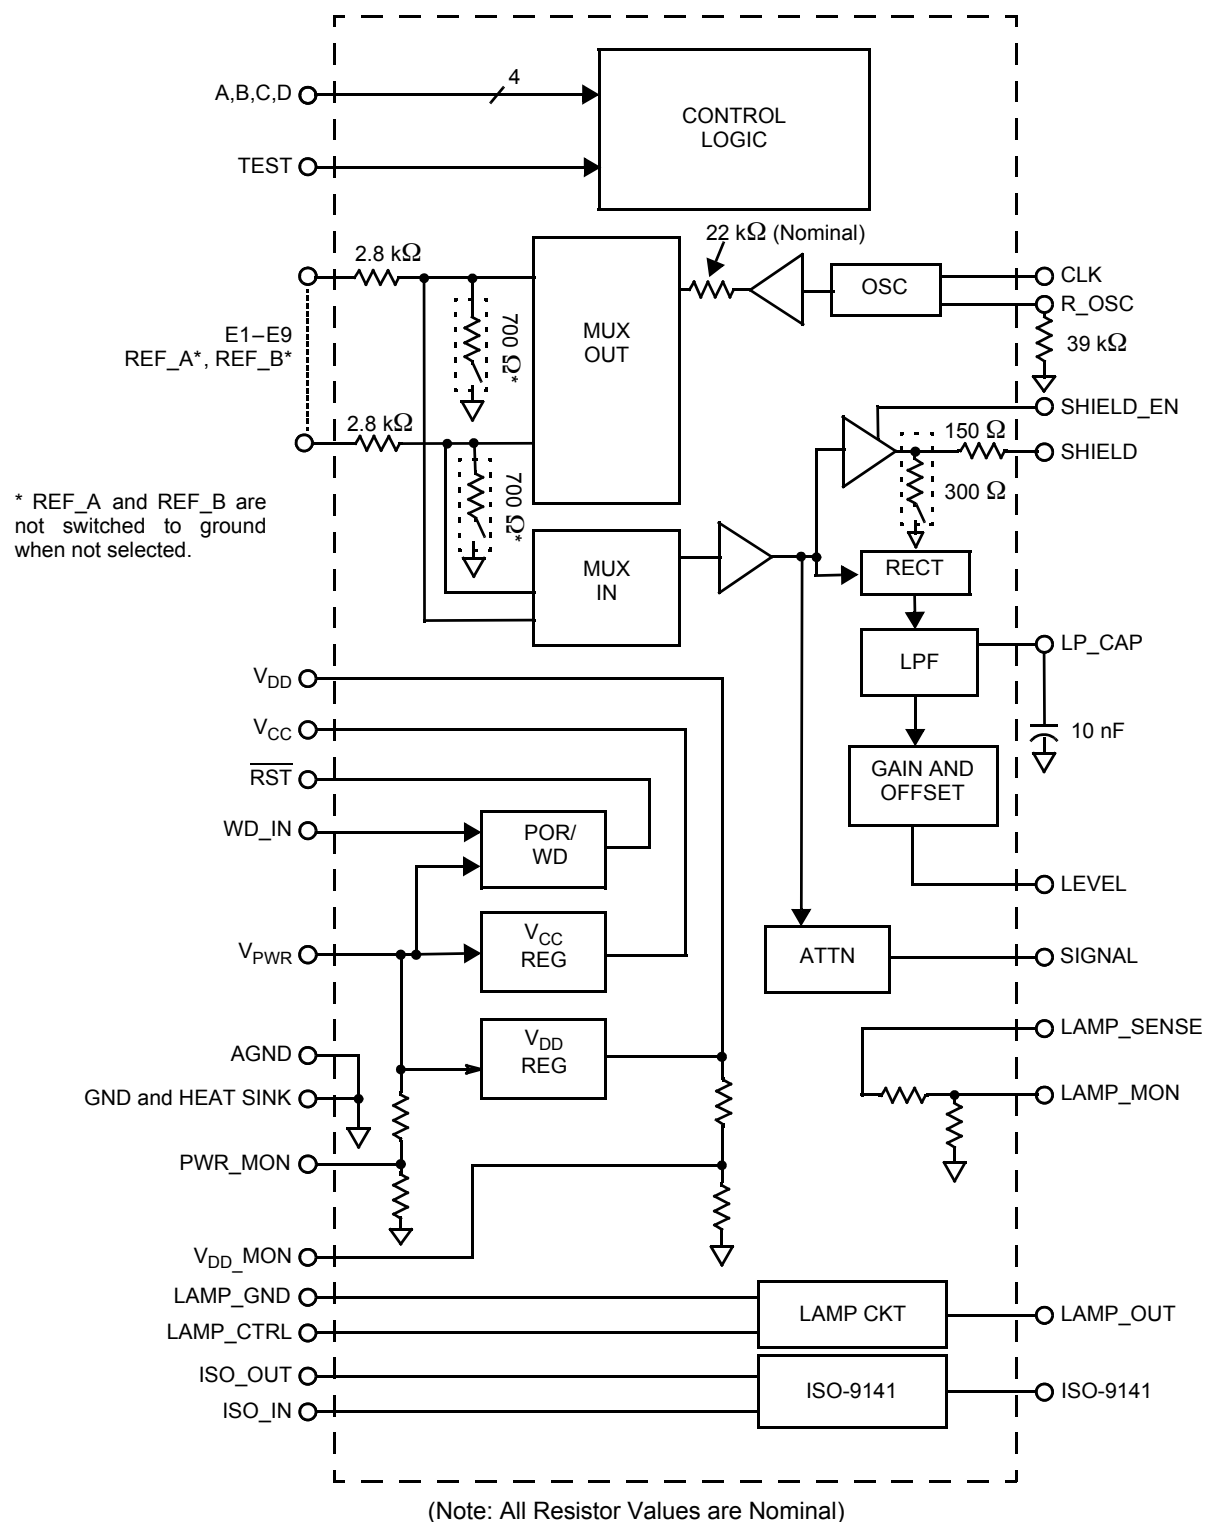 A,B,C,D
4
CONTROL
LOGIC
TEST
22 kΩ (Nominal)
2.8 kΩ
MUX
OUT
OSC
CLK
R_OSC
39 kΩ
700 Ω*
E1–E9
REF_A*, REF_B*
SHIELD_EN
2.8 kΩ
150 Ω
SHIELD
300 Ω
700 Ω*
* REF_A and REF_B are
not switched to ground
when not selected.
MUX
IN
RECT
LPF
LP_CAP
10 nF
VDD
VCC
GAIN AND
OFFSET
RST
WD_IN
POR/
WD
LEVEL
VPWR
VCC
REG
ATTN
SIGNAL
LAMP_SENSE
AGND
VDD
REG
GND and HEAT SINK
LAMP_MON
PWR_MON
VDD_MON
LAMP_GND
LAMP CKT
LAMP_OUT
LAMP_CTRL
ISO_OUT
ISO-9141
ISO-9141
ISO_IN
(Note: All Resistor Values are Nominal)